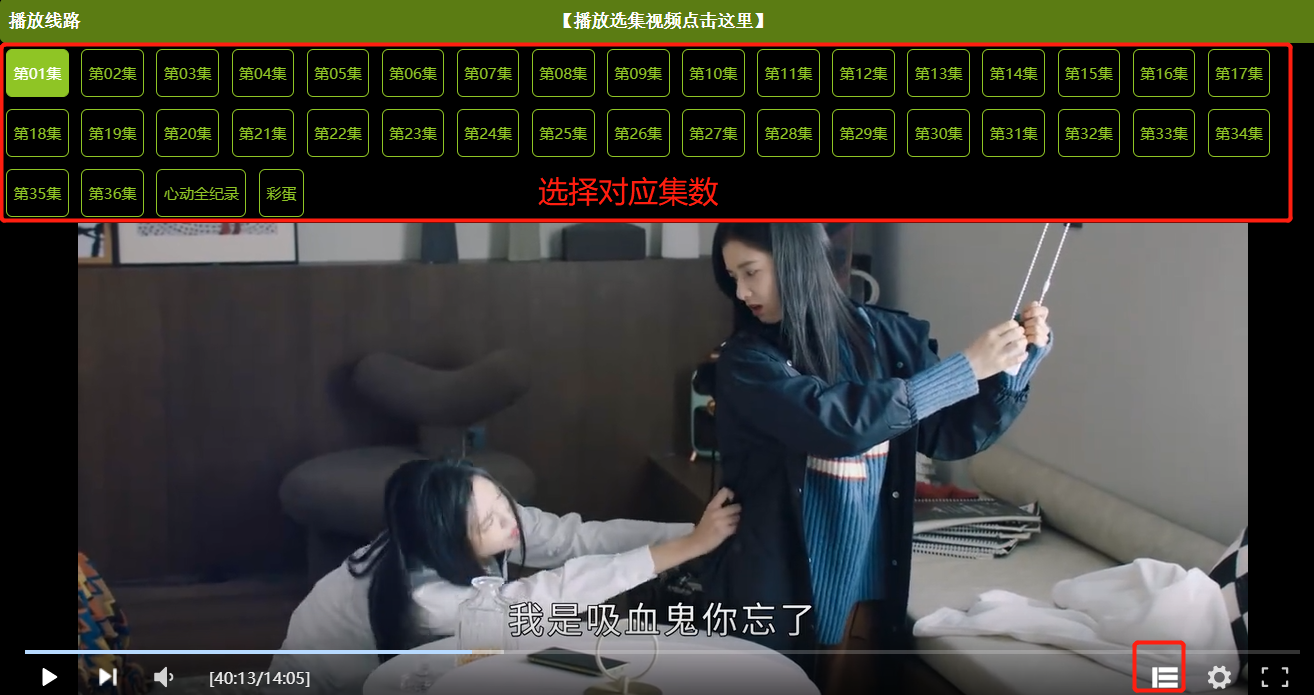 播放线路 【播放选集视频点击这里】
第01集 第02集 第03集 第04集 第05集 第06集 第07集 第08集 第09集 第10集 第11集 第12集 第13集 第14集 第15集 第16集 第17集
第18集 第19集 第20集 第21集 第22集 第23集 第24集 第25集 第26集 第27集 第28集 第29集 第30集 第31集 第32集 第33集 第34集
第35集 第36集 心动全纪录 彩蛋
选择对应集数
我是吸血鬼你忘了
[40:13/14:05]